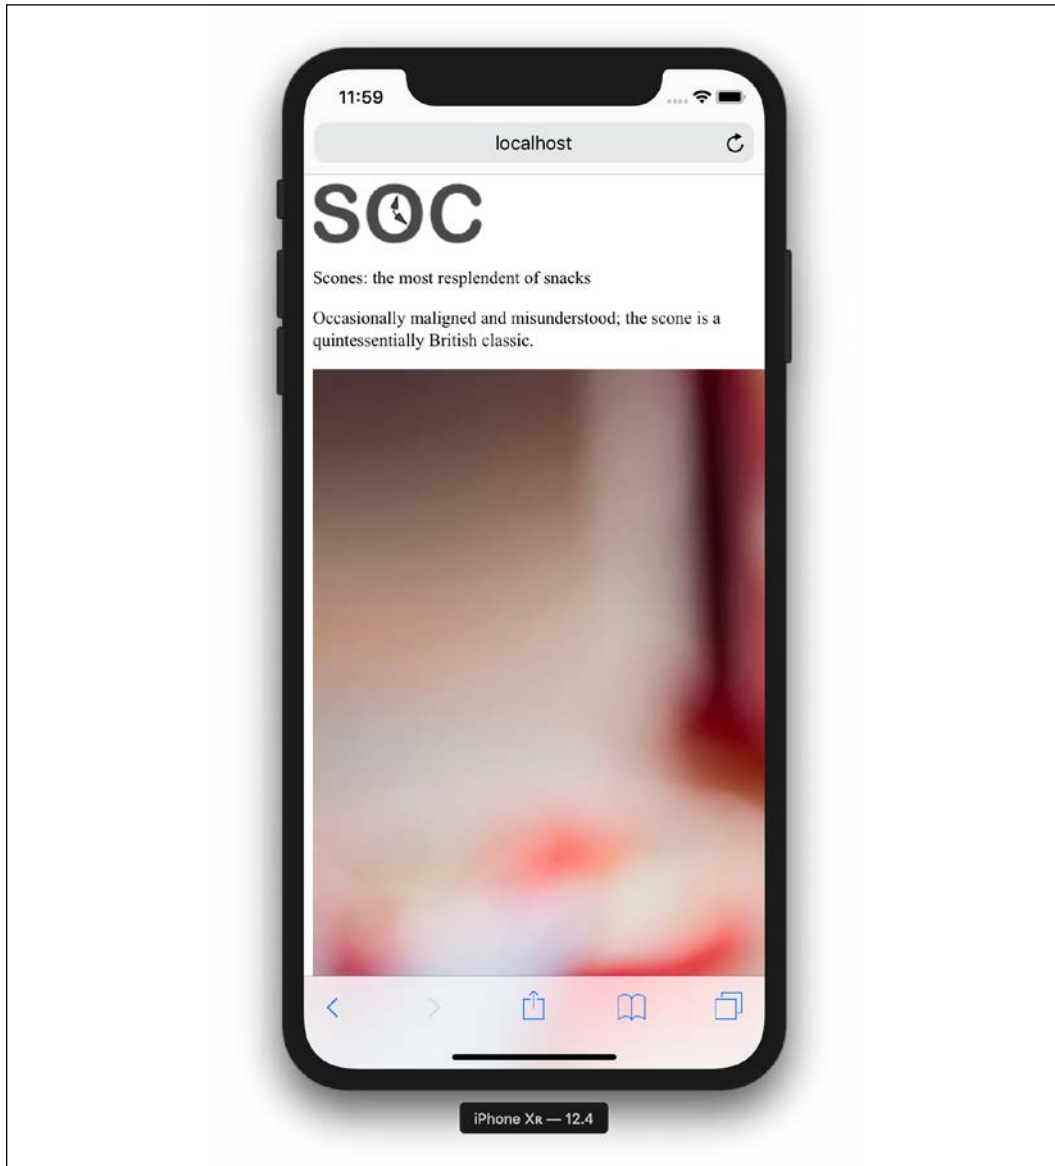 11:59
localhost
SOC
Scones: the most resplendent of snacks
Occasionally maligned and misunderstood; the scone is a
quintessentially British classic.
iPhone Xʀ — 12.4